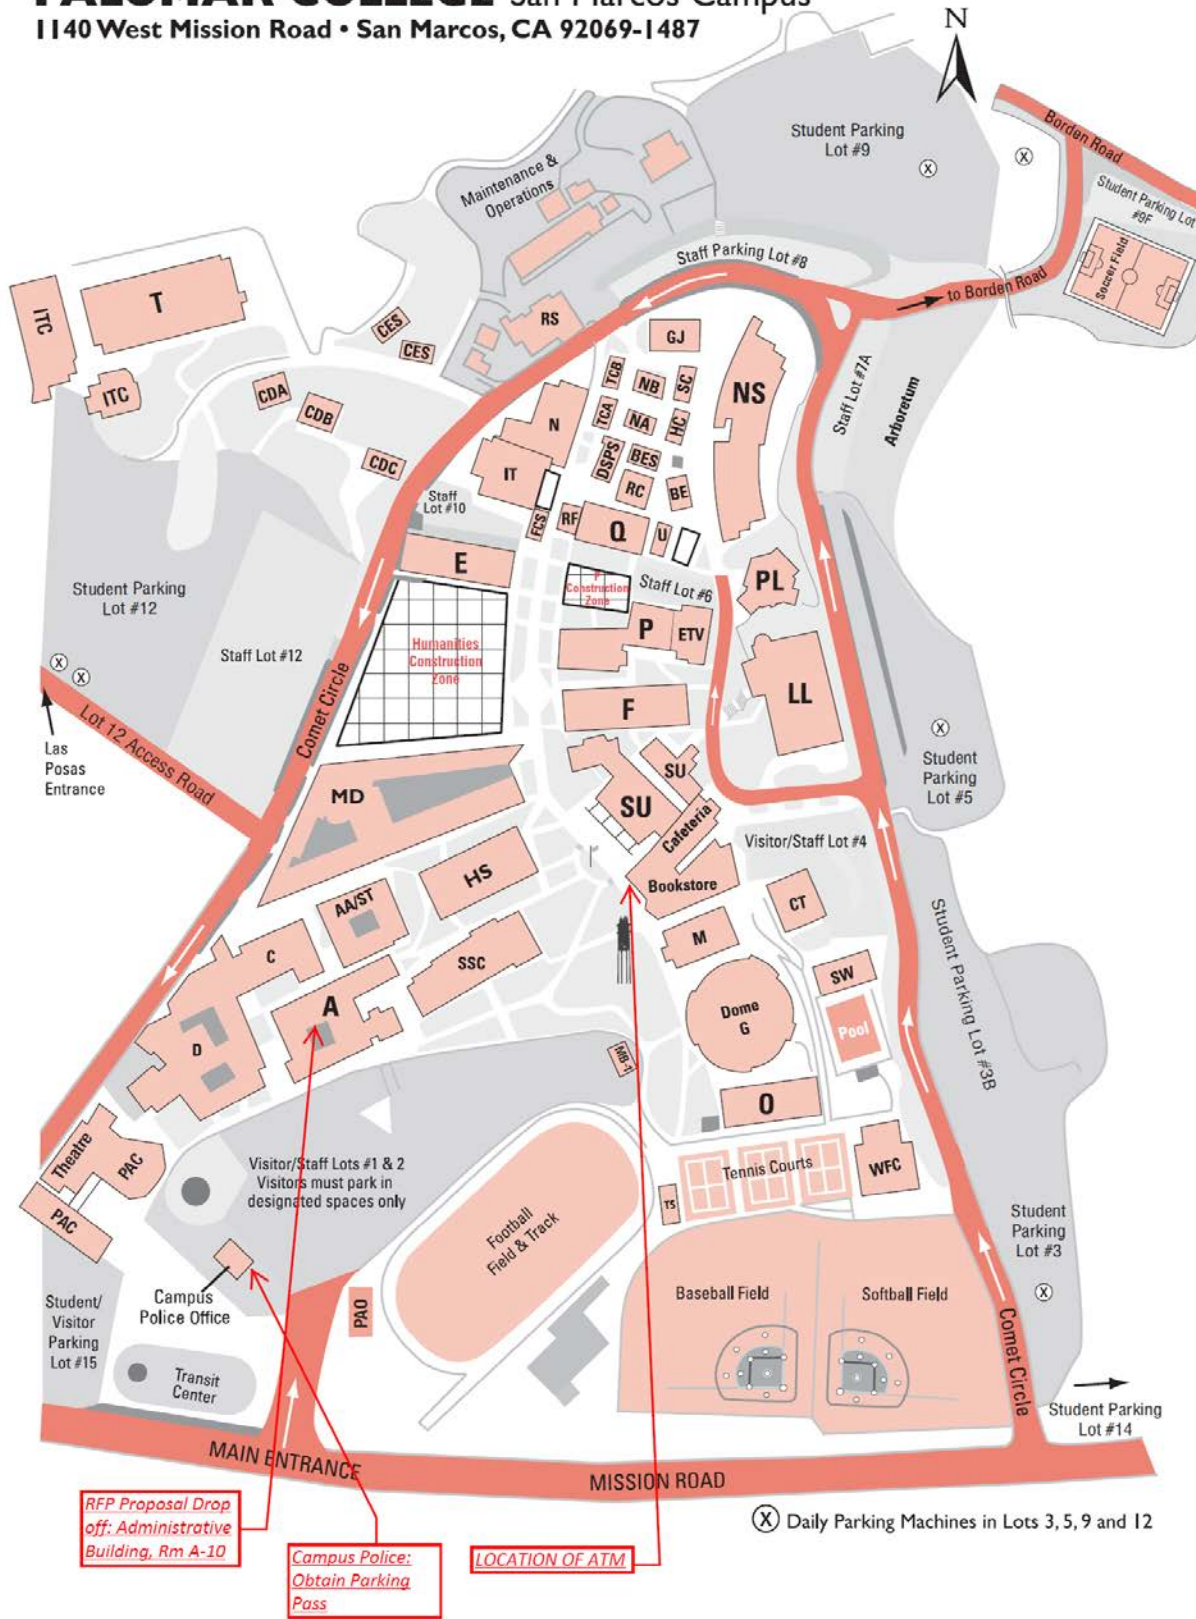 PALOMAR COLLEGE San Marcos Campus
1140 West Mission Road • San Marcos, CA 92069-1487
N
Student Parking
Lot #9
X
X
Borden Road
Student Parking Lot
#9F
Soccer Field
Maintenance &
Operations
Staff Parking Lot #8
to Borden Road
ITC
T
ITC
CES
CES
RS
GJ
CDA
CDB
CDC
TCB
NB
SC
NS
Staff Lot #7A
Arboretum
N
TCA
NA
HC
IT
DSPS
BES
RC
BE
Staff
Lot #10
FCS
RF
Q
U
E
P
Construction
Zone
Staff Lot #6
PL
Student Parking
Lot #12
Staff Lot #12
Humanities
Construction
Zone
P
ETV
LL
X
X
Comet Circle
F
Lot 12 Access Road
Las
Posas
Entrance
X
Student
Parking
Lot #5
MD
SU
SU
Cafeteria
Visitor/Staff Lot #4
HS
Bookstore
AA/ST
CT
M
C
SSC
Student Parking Lot #3B
A
SW
Dome
G
Pool
D
MB-1
O
Theatre
PAC
Visitor/Staff Lots #1 & 2
Visitors must park in
designated spaces only
Tennis Courts
WFC
TS
PAC
Football
Field & Track
Student
Parking
Lot #3
X
Campus
Police Office
PAO
Baseball Field
Softball Field
Student/
Visitor
Parking
Lot #15
Comet Circle
Transit
Center
Student Parking
Lot #14
MAIN ENTRANCE
MISSION ROAD
RFP Proposal Drop
off: Administrative
Building, Rm A-10
Campus Police:
Obtain Parking
Pass
LOCATION OF ATM
X Daily Parking Machines in Lots 3, 5, 9 and 12